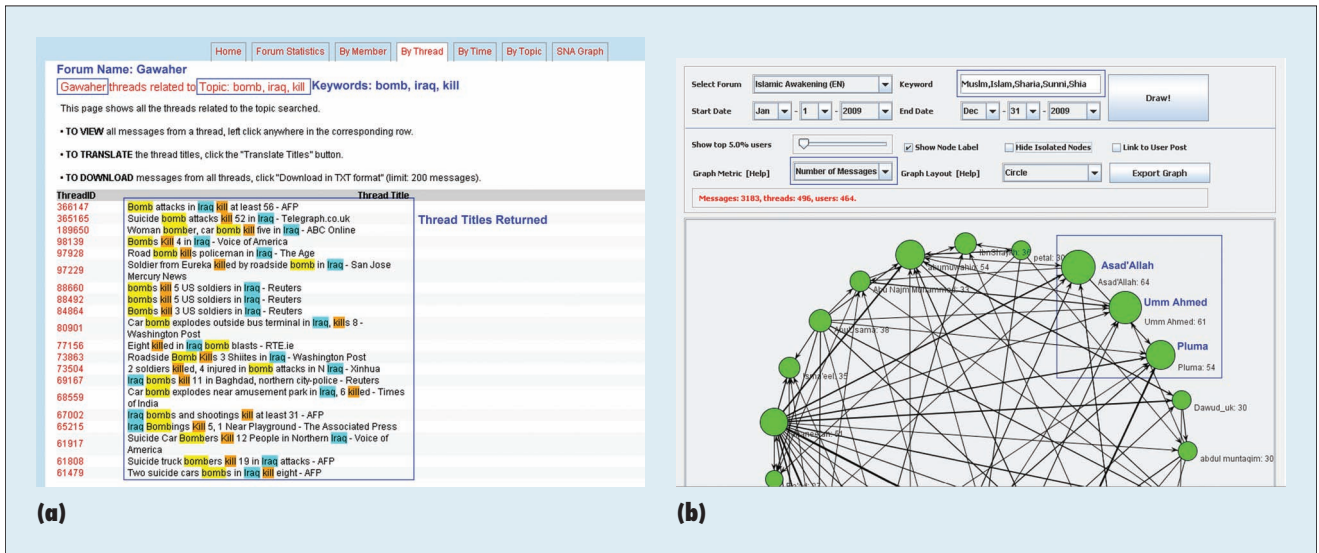 Home Forum Statistics By Member By Thread By Time By Topic SNA Graph
Forum Name: Gawaher
Gawaher threads related to Topic: bomb, iraq, kill Keywords: bomb, iraq, kill
This page shows all the threads related to the topic searched.
• TO VIEW all messages from a thread, left click anywhere in the corresponding row.
• TO TRANSLATE the thread titles, click the "Translate Titles" button.
• TO DOWNLOAD messages from all threads, click "Download in TXT format" (limit: 200 messages).
ThreadID Thread Title
366147 Bomb attacks in Iraq kill at least 56 - AFP
Thread Titles Returned
365165 Suicide bomb attacks kill 52 in Iraq - Telegraph.co.uk
189650 Woman bomber, car bomb kill five in Iraq - ABC Online
98139 Bombs Kill 4 in Iraq - Voice of America
97928 Road bomb kills policeman in Iraq - The Age
97229 Soldier from Eureka killed by roadside bomb in Iraq - San Jose
Mercury News
88660 bombs kill 5 US soldiers in Iraq - Reuters
88492 bombs kill 5 US soldiers in Iraq - Reuters
84864 Bombs kill 3 US soldiers in Iraq - Reuters
80901 Car bomb explodes outside bus terminal in Iraq, kills 8 -
Washington Post
77156 Eight killed in Iraq bomb blasts - RTE.ie
73863 Roadside Bomb Kills 3 Shiites in Iraq - Washington Post
73504 2 soldiers killed, 4 injured in bomb attacks in N Iraq - Xinhua
69167 Iraq bombs kill 11 in Baghdad, northern city-police - Reuters
68559 Car bomb explodes near amusement park in Iraq, 6 killed - Times
of India
67002 Iraq bombs and shootings kill at least 31 - AFP
65215 Iraq Bombings Kill 5, 1 Near Playground - The Associated Press
61917 Suicide Car Bombers Kill 12 People in Northern Iraq - Voice of
America
61808 Suicide truck bombers kill 19 in Iraq attacks - AFP
61479 Two suicide cars bombs in Iraq kill eight - AFP
(a)
Select Forum Islamic Awakening (EN) Keyword Muslm,Islam,Sharia,Sunni,Shia
Draw!
Start Date Jan - 1 - 2009 End Date Dec - 31 - 2009
Show top 5.0% users Show Node Label Hide Isolated Nodes Link to User Post
Graph Metric [Help] Number of Messages Graph Layout [Help] Circle Export Graph
Messages: 3183, threads: 496, users: 464.
petal: 30
abumuwahid: 54
Asad'Allah
Asad'Allah: 64
Abu Najm Muhammad: 33
Umm Ahmed
Umm Ahmed: 61
Pluma
Pluma: 54
Isma'eel: 35
Dawud_uk: 30
abdul muntaqim: 30
(b)